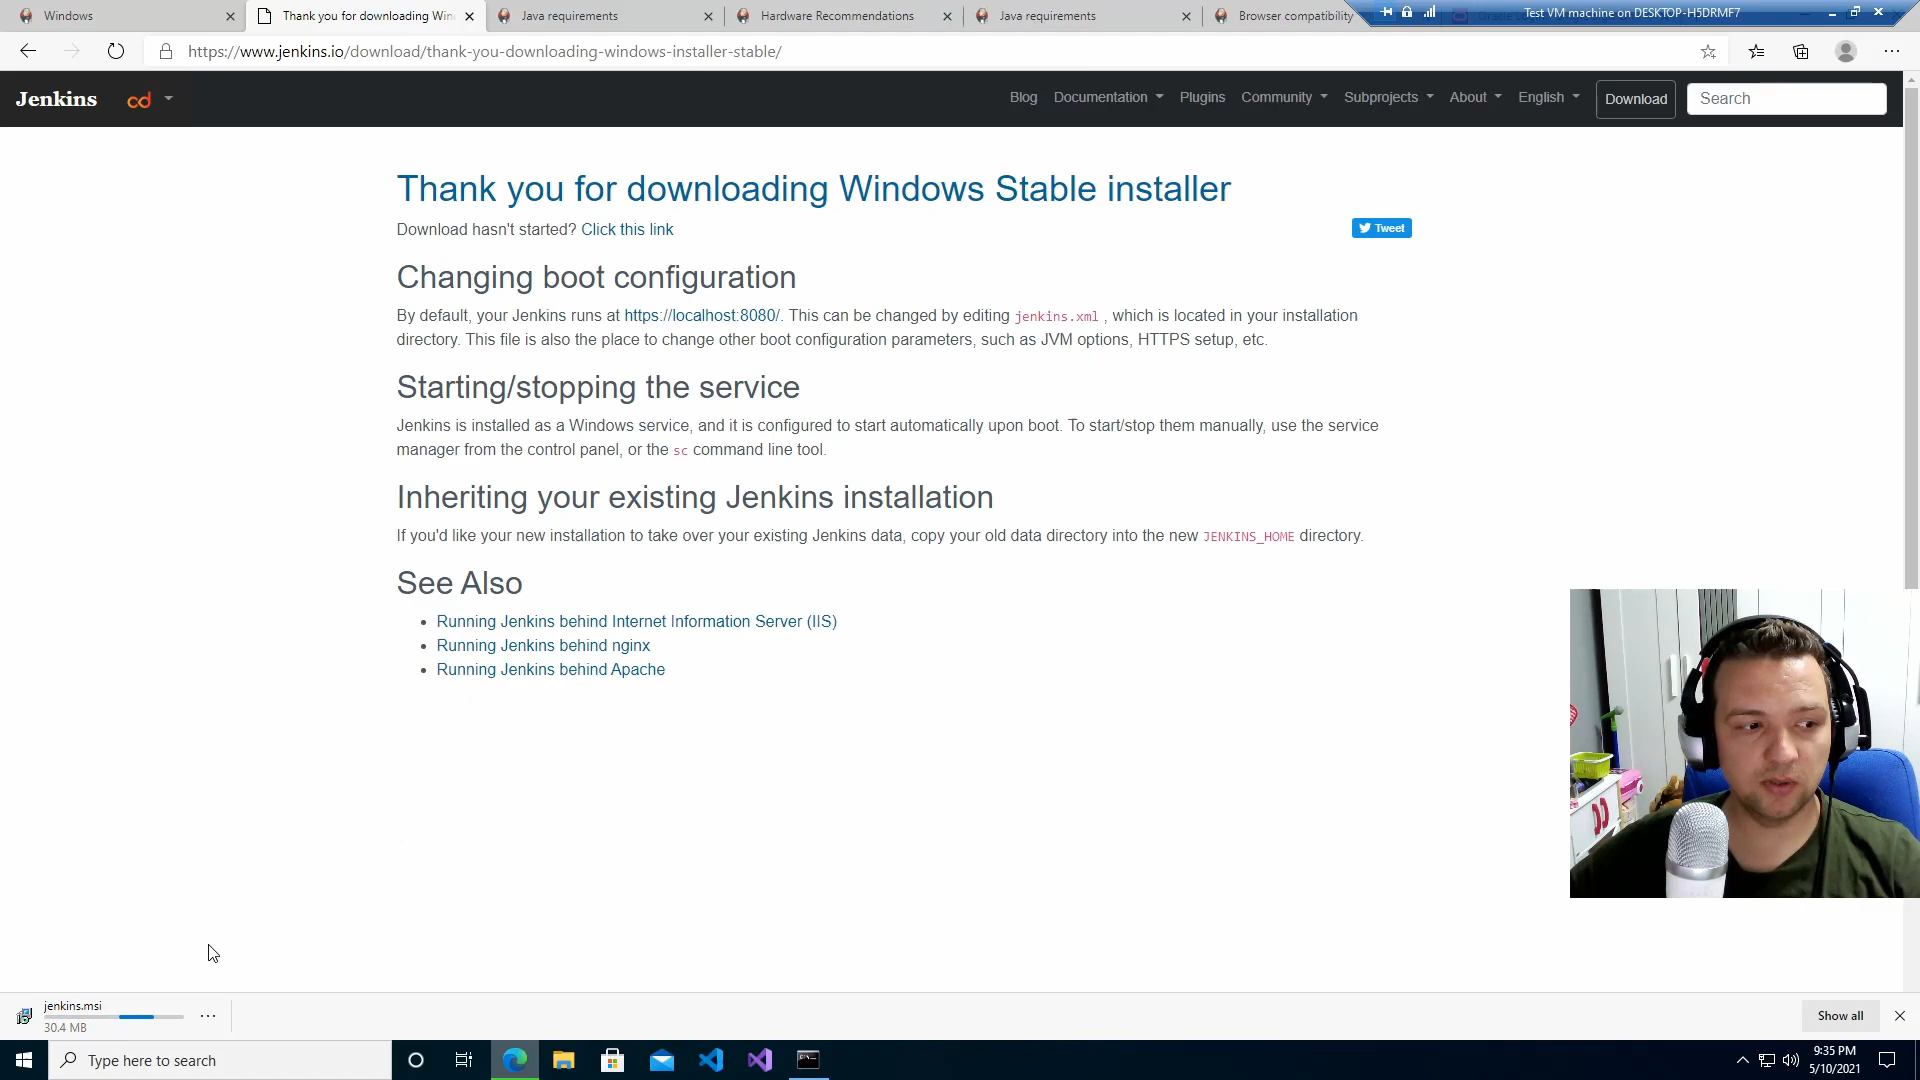 Windows
Thank you for downloading Win
Java requirements
Hardware Recommendations
Java requirements
Browser compatibility
Test VM machine on DESKTOP-H5DRMF7
https://www.jenkins.io/download/thank-you-downloading-windows-installer-stable/
Jenkins
cd
Blog
Documentation
Plugins
Community
Subprojects
About
English
Download
Search
Thank you for downloading Windows Stable installer
Download hasn't started? Click this link
Tweet
Changing boot configuration
By default, your Jenkins runs at https://localhost:8080/. This can be changed by editing jenkins.xml , which is located in your installation
directory. This file is also the place to change other boot configuration parameters, such as JVM options, HTTPS setup, etc.
Starting/stopping the service
Jenkins is installed as a Windows service, and it is configured to start automatically upon boot. To start/stop them manually, use the service
manager from the control panel, or the sc command line tool.
Inheriting your existing Jenkins installation
If you'd like your new installation to take over your existing Jenkins data, copy your old data directory into the new JENKINS_HOME directory.
See Also
Running Jenkins behind Internet Information Server (IIS)
Running Jenkins behind nginx
Running Jenkins behind Apache
jenkins.msi
30.4 MB
Show all
Type here to search
9:35 PM
5/10/2021